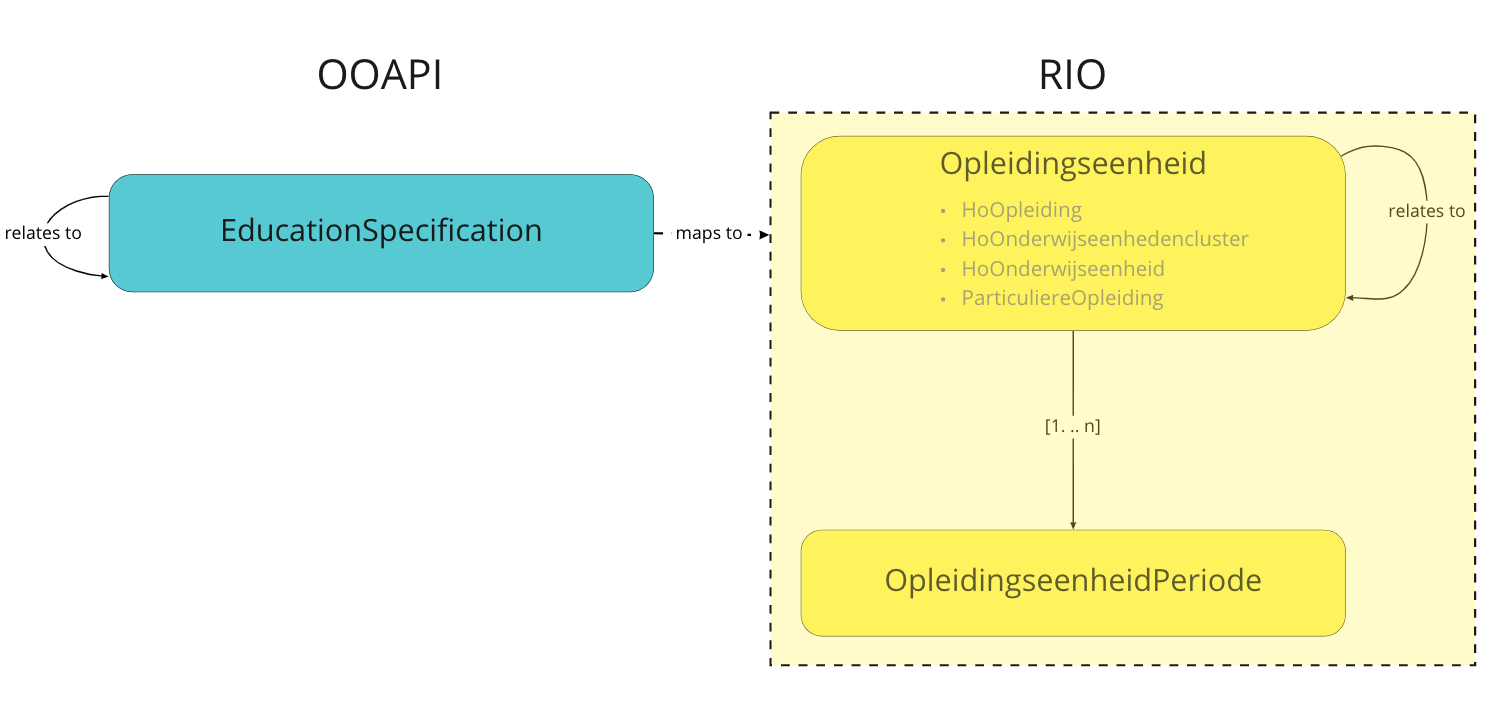 OOAPI
RIO
relates to
EducationSpecification
maps to
Opleidingseenheid
• HoOpleiding
• HoOnderwijseenhedencluster
• HoOnderwijseenheid
• ParticuliereOpleiding
relates to
[1. .. n]
OpleidingseenheidPeriode